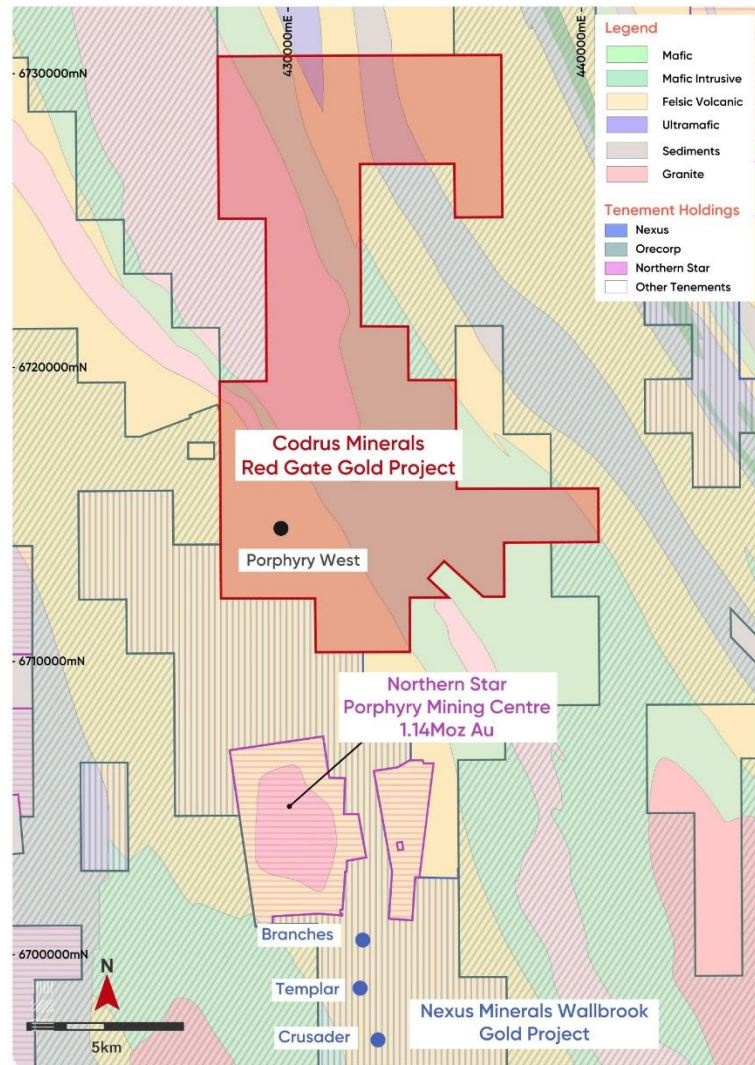 430000mE
440000mE
6730000mN
6720000mN
6710000mN
6700000mN
Legend
Mafic
Mafic Intrusive
Felsic Volcanic
Ultramafic
Sediments
Granite
Tenement Holdings
Nexus
Orecorp
Northern Star
Other Tenements
Codrus Minerals
Red Gate Gold Project
Porphyry West
Northern Star
Porphyry Mining Centre
1.14Moz Au
Branches
Templar
Crusader
Nexus Minerals Wallbrook
Gold Project
N
5km